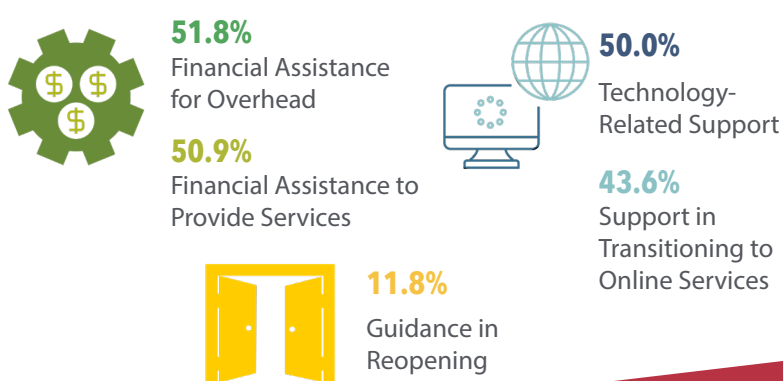 51.8%
Financial Assistance
for Overhead
50.9%
Financial Assistance to
Provide Services
50.0%
Technology-
Related Support
43.6%
Support in
Transitioning to
Online Services
11.8%
Guidance in
Reopening